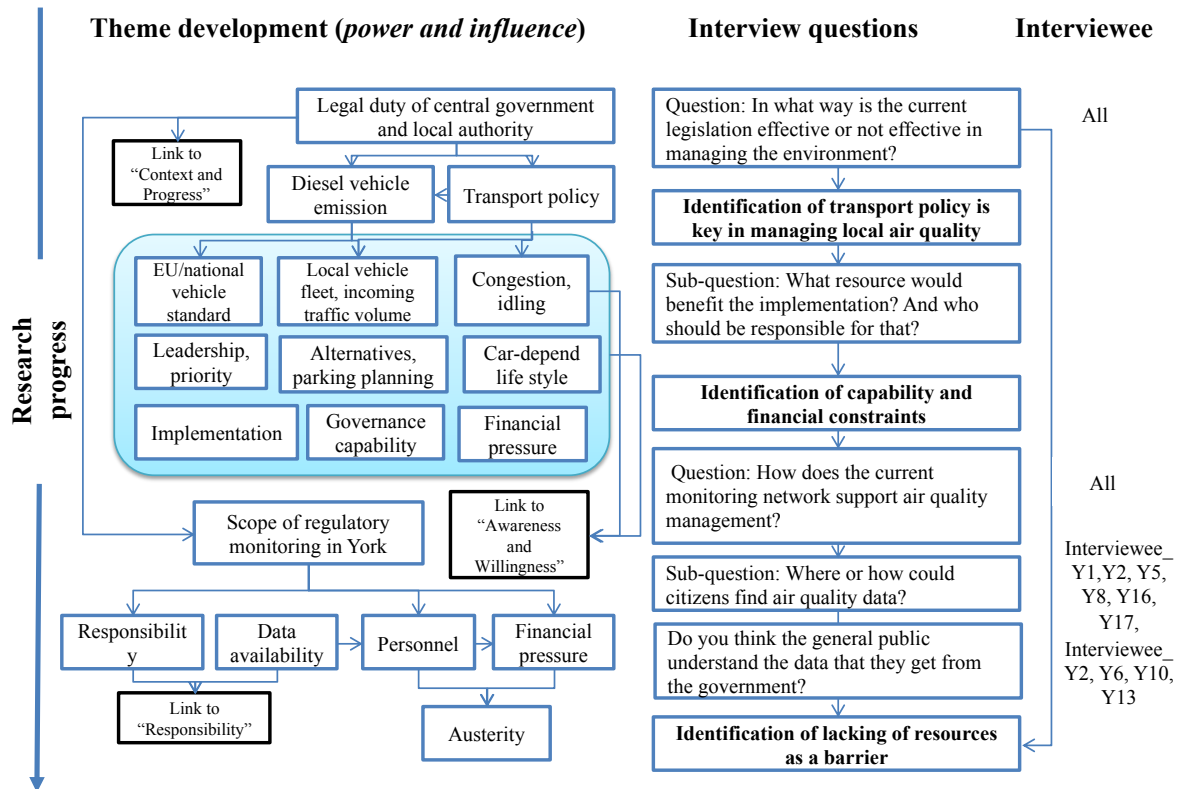 Theme development (power and influence)
Interview questions
Interviewee
Research
progress
Legal duty of central government
and local authority
Link to
“Context and
Progress”
Diesel vehicle
emission
Transport policy
EU/national
vehicle
standard
Local vehicle
fleet, incoming
traffic volume
Congestion,
idling
Leadership,
priority
Alternatives,
parking planning
Car-depend
life style
Implementation
Governance
capability
Financial
pressure
Scope of regulatory
monitoring in York
Link to
“Awareness
and
Willingness”
Responsibilit
y
Data
availability
Personnel
Financial
pressure
Link to
“Responsibility”
Austerity
Question: In what way is the current
legislation effective or not effective in
managing the environment?
Identification of transport policy is
key in managing local air quality
Sub-question: What resource would
benefit the implementation? And who
should be responsible for that?
Identification of capability and
financial constraints
Question: How does the current
monitoring network support air quality
management?
Sub-question: Where or how could
citizens find air quality data?
Do you think the general public
understand the data that they get from
the government?
Identification of lacking of resources
as a barrier
All
All
Interviewee_
Y1,Y2, Y5,
Y8, Y16,
Y17,
Interviewee_
Y2, Y6, Y10,
Y13